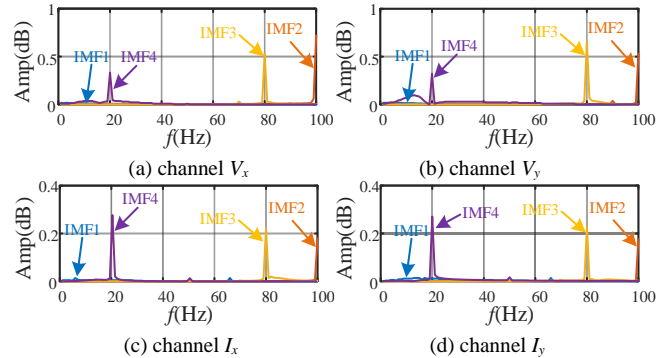 1
0.5
0
Amp(dB)
IMF1
IMF4
IMF3
IMF2
0 20 40 60 80 100
f(Hz)
(a) channel Vx
1
0.5
0
Amp(dB)
IMF1
IMF4
IMF3
IMF2
0 20 40 60 80 100
f(Hz)
(b) channel Vy
0.4
0.2
0
Amp(dB)
IMF1
IMF4
IMF3
IMF2
0 20 40 60 80 100
f(Hz)
(c) channel Ix
0.4
0.2
0
Amp(dB)
IMF1
IMF4
IMF3
IMF2
0 20 40 60 80 100
f(Hz)
(d) channel Iy